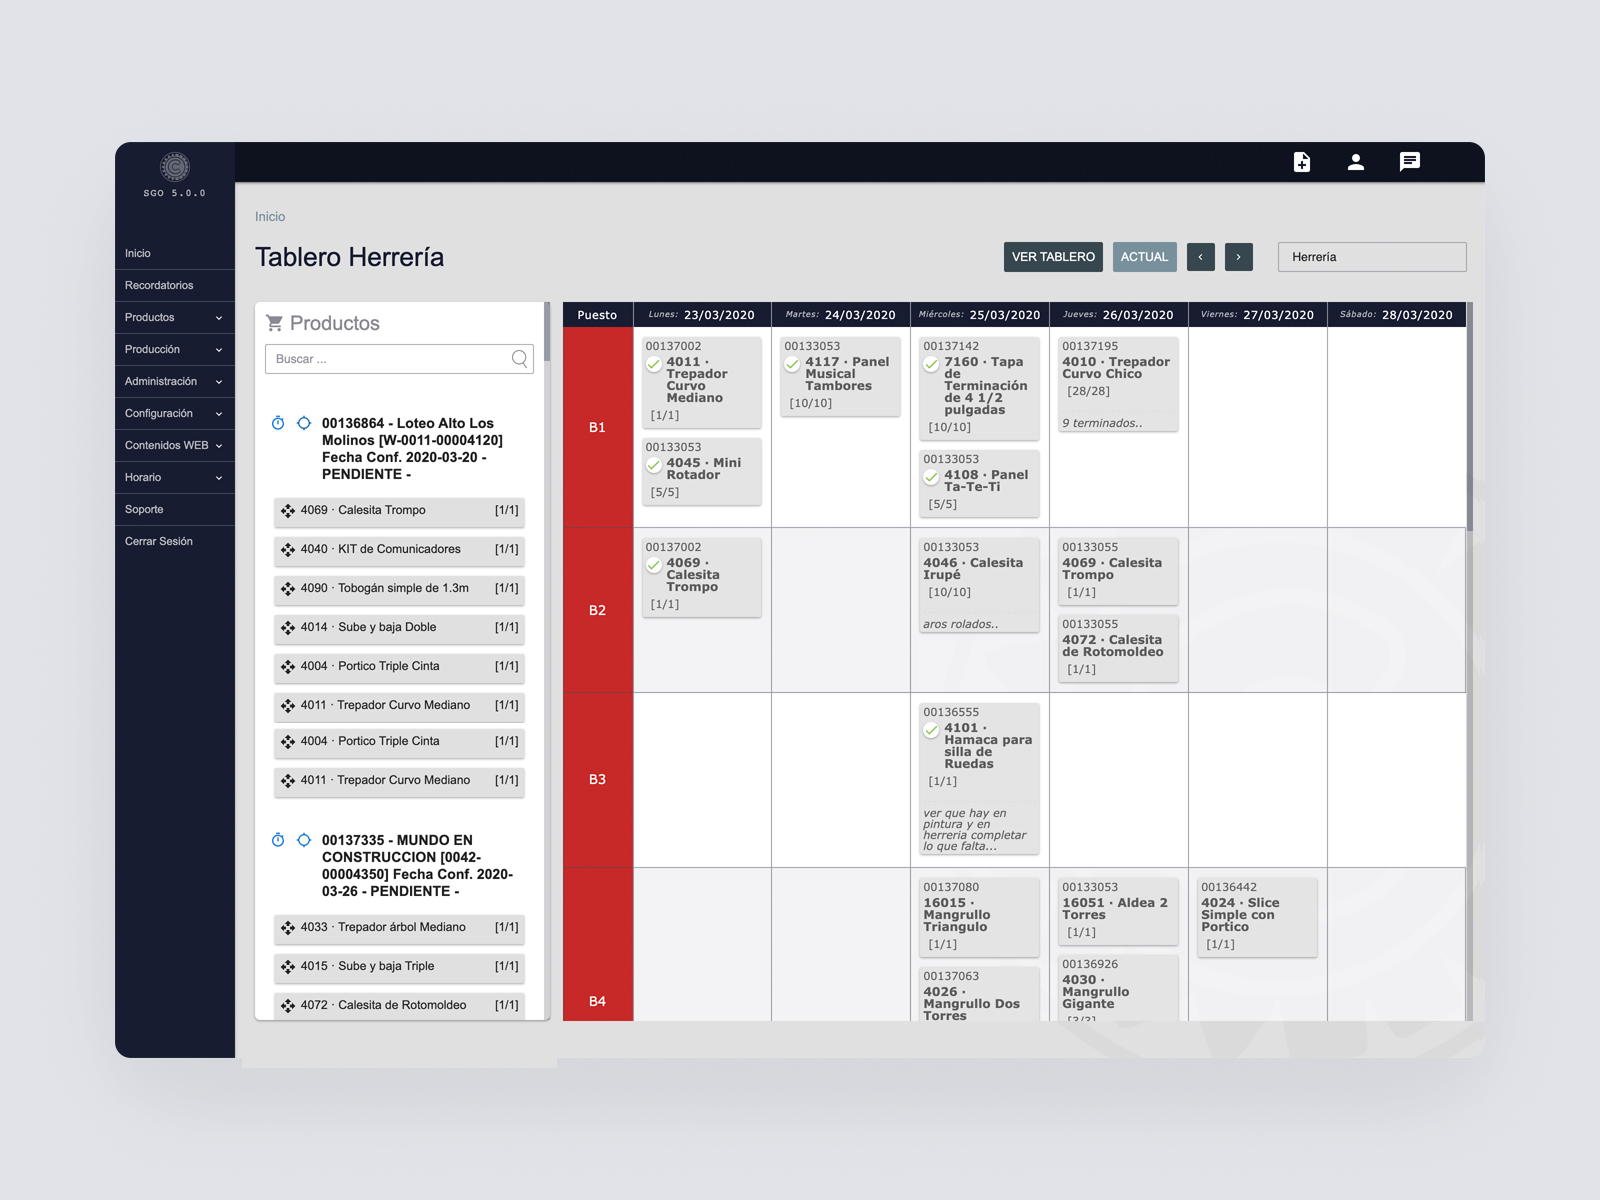 SGO 5.0.0
Inicio
Recordatorios
Productos
Producción
Administración
Configuración
Contenidos WEB
Horario
Soporte
Cerrar Sesión
Inicio
Tablero Herrería
VER TABLERO
ACTUAL
‹
›
Herrería
Productos
Buscar ...
00136864 - Loteo Alto Los
Molinos [W-0011-00004120]
Fecha Conf. 2020-03-20 -
PENDIENTE -
4069 · Calesita Trompo [1/1]
4040 · KIT de Comunicadores [1/1]
4090 · Tobogán simple de 1.3m [1/1]
4014 · Sube y baja Doble [1/1]
4004 · Portico Triple Cinta [1/1]
4011 · Trepador Curvo Mediano [1/1]
4004 · Portico Triple Cinta [1/1]
4011 · Trepador Curvo Mediano [1/1]
00137335 - MUNDO EN
CONSTRUCCION [0042-
00004350] Fecha Conf. 2020-
03-26 - PENDIENTE -
4033 · Trepador árbol Mediano [1/1]
4015 · Sube y baja Triple [1/1]
4072 · Calesita de Rotomoldeo [1/1]
Puesto
Lunes: 23/03/2020
Martes: 24/03/2020
Miércoles: 25/03/2020
Jueves: 26/03/2020
Viernes: 27/03/2020
Sábado: 28/03/2020
B1
00137002
4011 ·
Trepador
Curvo
Mediano
[1/1]
00133053
4045 · Mini
Rotador
[5/5]
00133053
4117 · Panel
Musical
Tambores
[10/10]
00137142
7160 · Tapa
de
Terminación
de 4 1/2
pulgadas
[10/10]
00133053
4108 · Panel
Ta-Te-Ti
[5/5]
00137195
4010 · Trepador
Curvo Chico
[28/28]
9 terminados..
B2
00137002
4069 ·
Calesita
Trompo
[1/1]
00133053
4046 · Calesita
Irupé
[10/10]
aros rolados..
00133055
4069 · Calesita
Trompo
[1/1]
00133055
4072 · Calesita
de Rotomoldeo
[1/1]
B3
00136555
4101 ·
Hamaca para
silla de
Ruedas
[1/1]
ver que hay en
pintura y en
herreria completar
lo que falta...
B4
00137080
16015 ·
Mangrullo
Triangulo
[1/1]
00137063
4026 ·
Mangrullo Dos
Torres
00133053
16051 · Aldea 2
Torres
[1/1]
00136926
4030 ·
Mangrullo
Gigante
00136442
4024 · Slice
Simple con
Portico
[1/1]